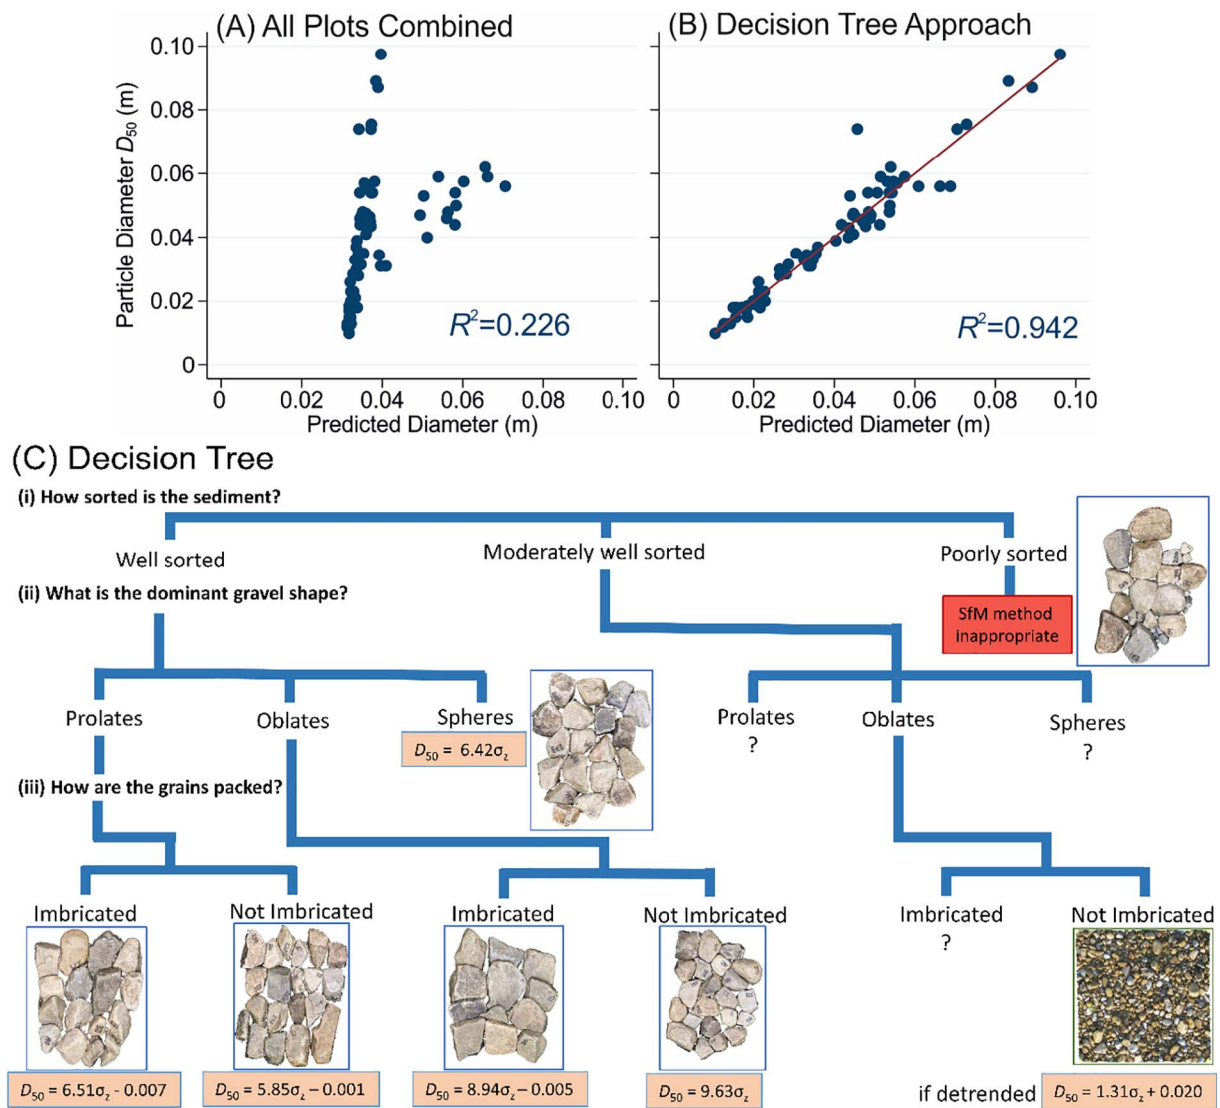 (A) All Plots Combined
Particle Diameter D50 (m)
0.10
0.08
0.06
0.04
0.02
0
R²=0.226
0 0.02 0.04 0.06 0.08 0.10
Predicted Diameter (m)
(B) Decision Tree Approach
R²=0.942
0 0.02 0.04 0.06 0.08 0.10
Predicted Diameter (m)
(C) Decision Tree
(i) How sorted is the sediment?
Well sorted
Moderately well sorted
Poorly sorted
(ii) What is the dominant gravel shape?
SfM method
inappropriate
Prolates
Oblates
Spheres
D50 = 6.42σz
Prolates
?
Oblates
Spheres
?
(iii) How are the grains packed?
Imbricated
Not Imbricated
Imbricated
Not Imbricated
Imbricated
?
Not Imbricated
D50 = 6.51σz - 0.007
D50 = 5.85σz – 0.001
D50 = 8.94σz – 0.005
D50 = 9.63σz
if detrended
D50 = 1.31σz + 0.020